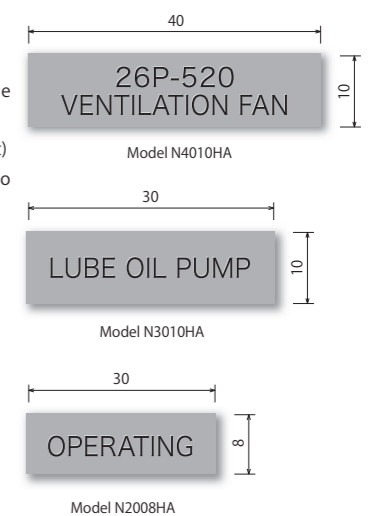 40
e
26P-520
VENTILATION FAN
10
)
Model N4010HA
o
30
LUBE OIL PUMP
10
Model N3010HA
30
OPERATING
8
Model N2008HA